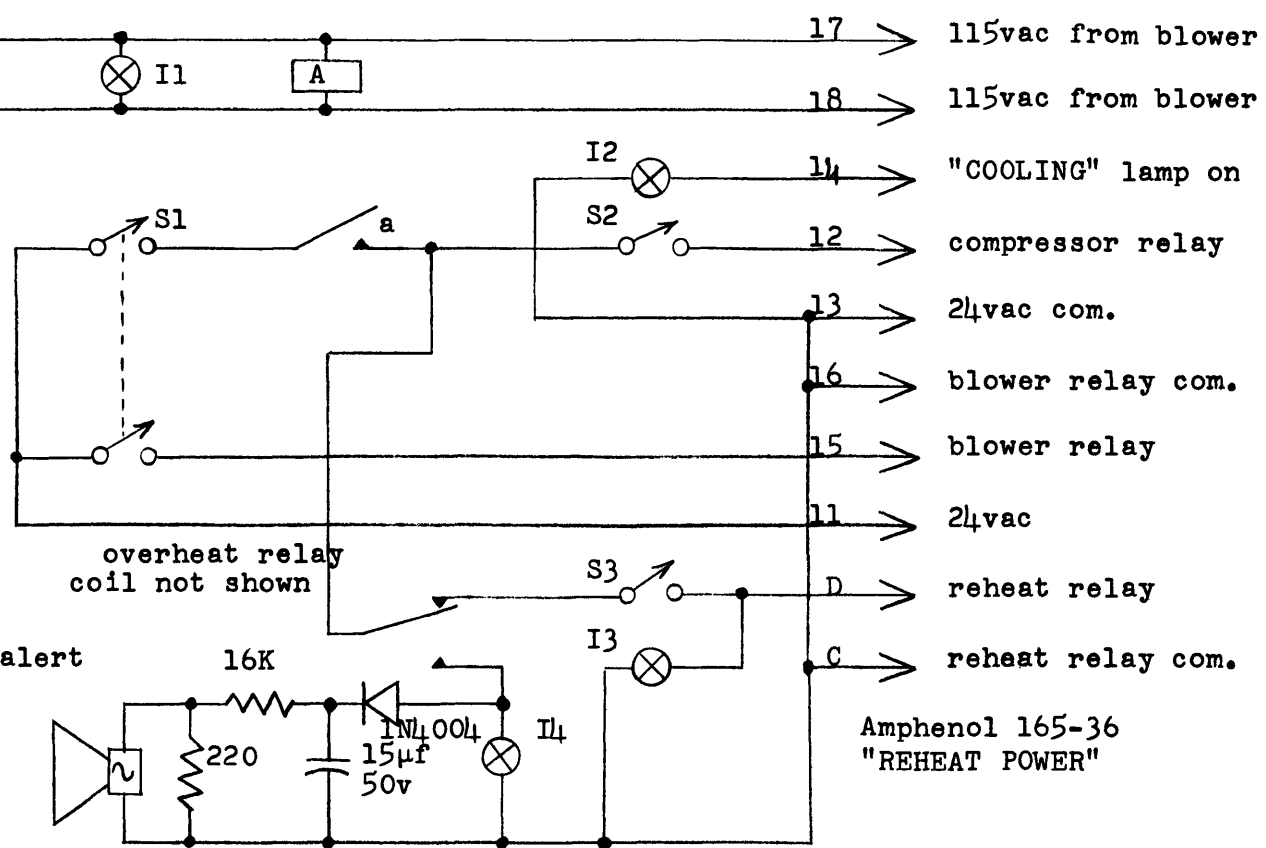 17 115vac from blower
I1
A
18 115vac from blower
I2
14 "COOLING" lamp on
S1
a
S2
12 compressor relay
13 24vac com.
16 blower relay com.
15 blower relay
11 24vac
overheat relay
coil not shown
S3
D reheat relay
I3
alert
16K
C reheat relay com.
1N4004
I4
220
15µf
50v
Amphenol 165-36
"REHEAT POWER"